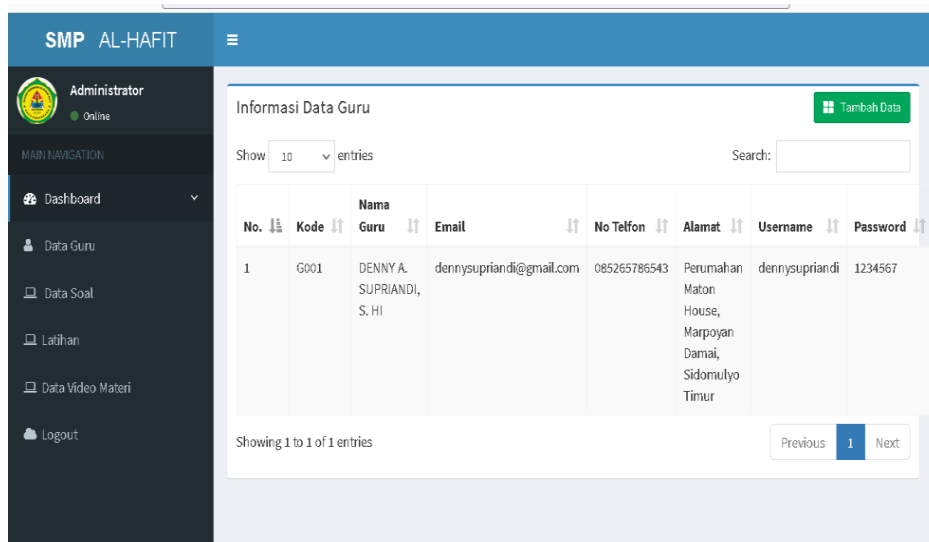 SMP AL-HAFIT
Administrator
Online
MAIN NAVIGATION
Dashboard
Data Guru
Data Soal
Latihan
Data Video Materi
Logout
Informasi Data Guru
Tambah Data
Show 10 entries
Search:
No. Kode Nama Guru Email No Telfon Alamat Username Password
1 G001 DENNY A. dennysupriandi@gmail.com 085265786543 Perumahan dennysupriandi 1234567
SUPRIANDI, Maton
S. HI House,
Marpoyan
Damai,
Sidomulyo
Timur
Showing 1 to 1 of 1 entries
Previous 1 Next